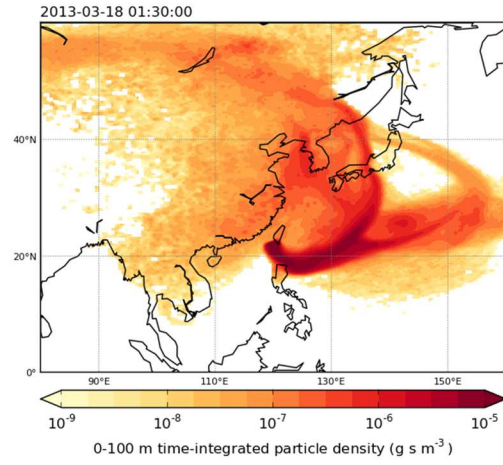 2013-03-18 01:30:00
40°N
20°N
0°
90°E
110°E
130°E
150°E
10⁻⁹
10⁻⁸
10⁻⁷
10⁻⁶
10⁻⁵
0-100 m time-integrated particle density (g s m⁻³)